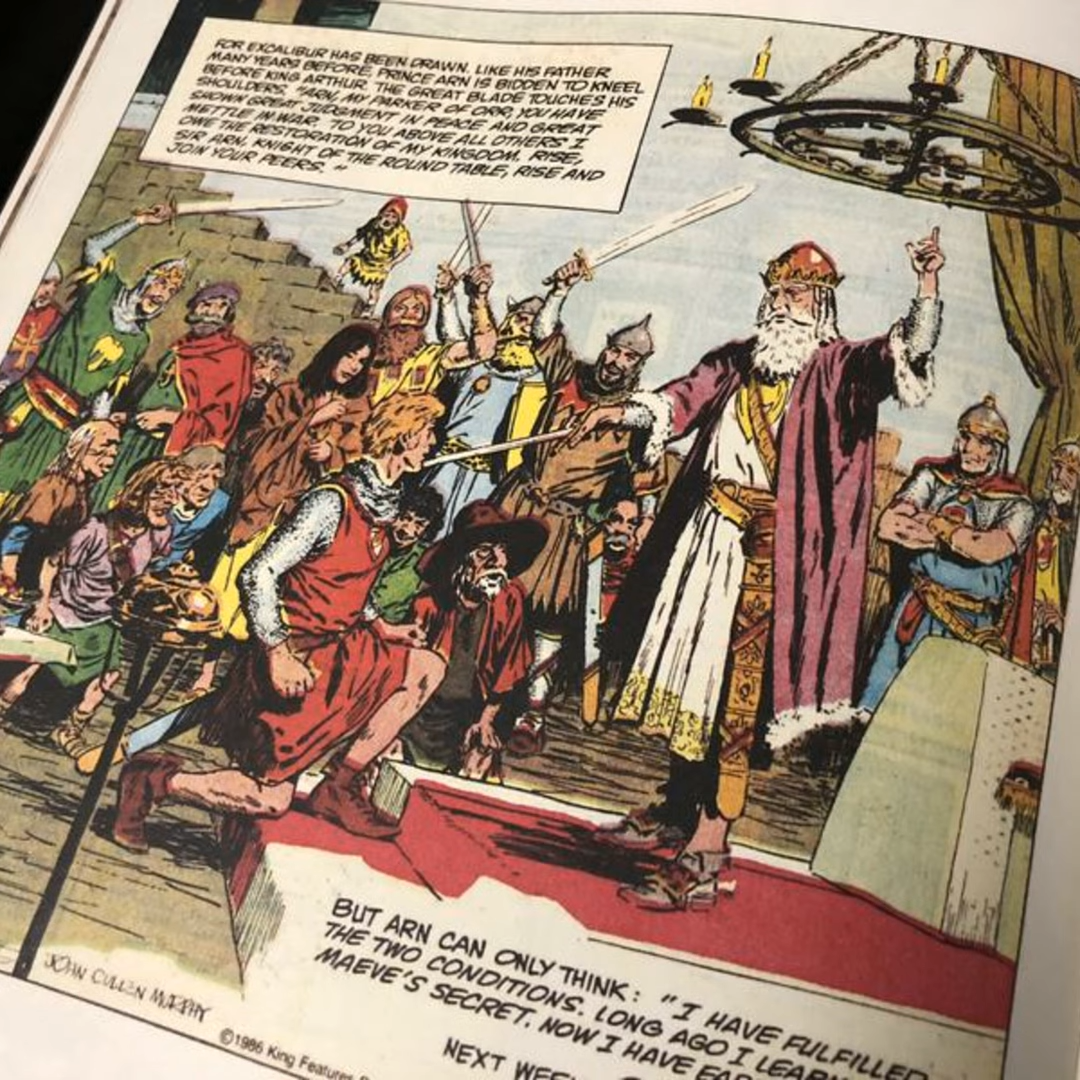 FOR EXCALIBUR HAS BEEN DRAWN. LIKE HIS FATHER
MANY YEARS BEFORE, PRINCE ARN IS BIDDEN TO KNEEL
BEFORE KING ARTHUR. THE GREAT BLADE TOUCHES HIS
SHOULDERS. "ARN, MY PARKER OF ORR, YOU HAVE
SHOWN GREAT JUDGMENT IN PEACE AND GREAT
METTLE IN WAR. TO YOU ABOVE ALL OTHERS I
OWE THE RESTORATION OF MY KINGDOM. RISE,
SIR ARN, KNIGHT OF THE ROUND TABLE, RISE AND
JOIN YOUR PEERS."
BUT ARN CAN ONLY THINK: "I HAVE FULFILLED
THE TWO CONDITIONS. LONG AGO I
MAEVE'S SECRET. NOW I HAVE
NEXT
JOHN CULLEN MURPHY
©1986 King Features